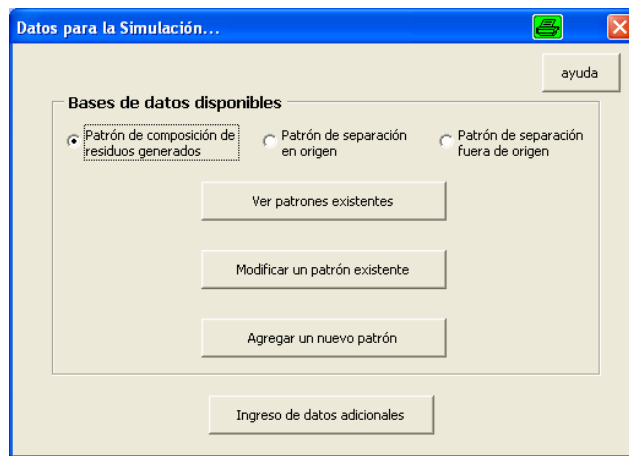 Datos para la Simulación...
ayuda
Bases de datos disponibles
Patrón de composición de
residuos generados
Patrón de separación
en origen
Patrón de separación
fuera de origen
Ver patrones existentes
Modificar un patrón existente
Agregar un nuevo patrón
Ingreso de datos adicionales